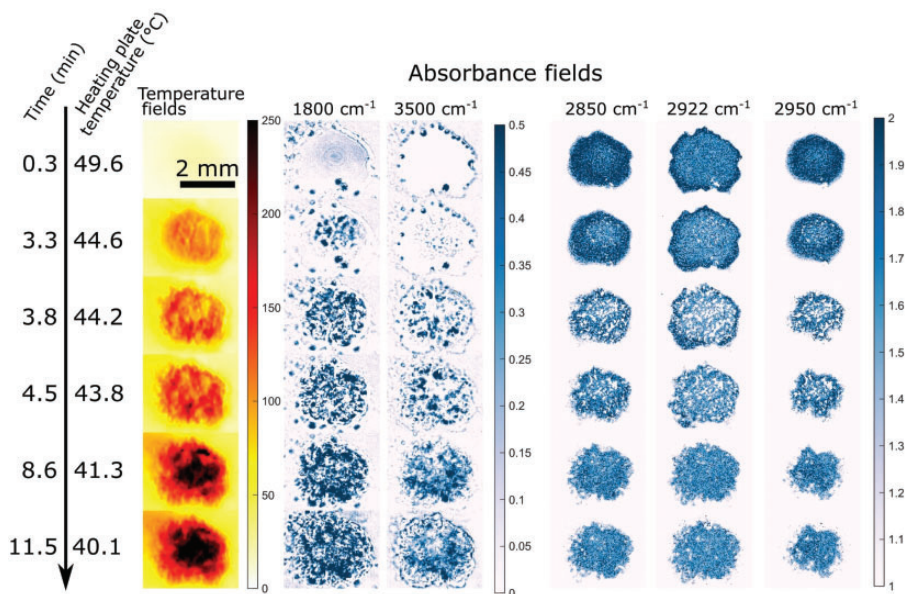 Time (min)
Heating plate
temperature (°C)
Temperature
fields
Absorbance fields
1800 cm⁻¹
3500 cm⁻¹
2850 cm⁻¹
2922 cm⁻¹
2950 cm⁻¹
0.3 49.6
3.3 44.6
3.8 44.2
4.5 43.8
8.6 41.3
11.5 40.1
2 mm
250
200
150
100
50
0
0.5
0.45
0.4
0.35
0.3
0.25
0.2
0.15
0.1
0.05
0
2
1.9
1.8
1.7
1.6
1.5
1.4
1.3
1.2
1.1
1